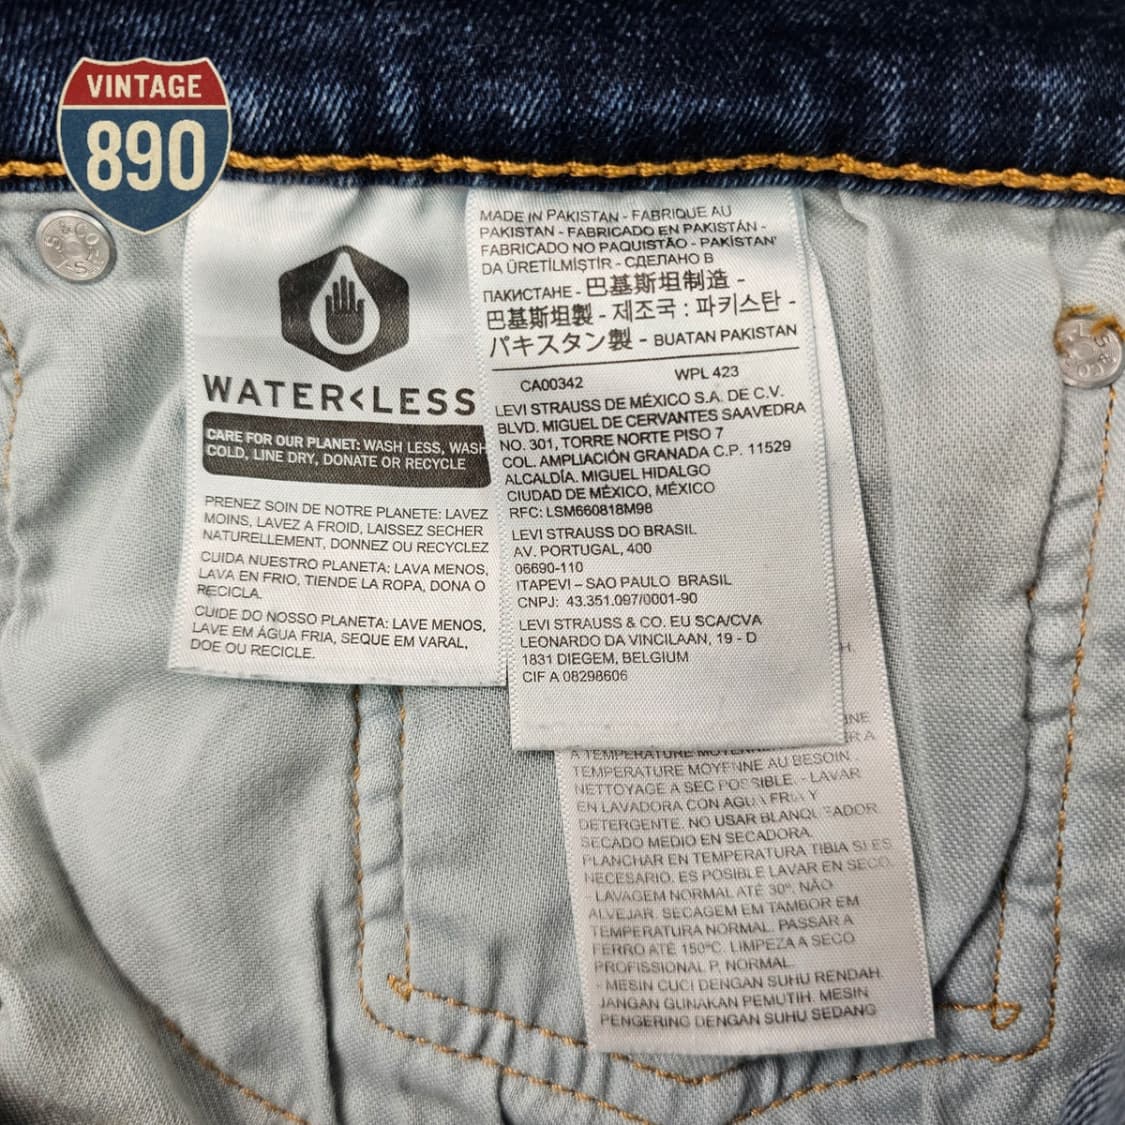 VINTAGE
890
WATER<LESS
CARE FOR OUR PLANET: WASH LESS, WASH
COLD, LINE DRY, DONATE OR RECYCLE
PRENEZ SOIN DE NOTRE PLANETE: LAVEZ
MOINS, LAVEZ A FROID, LAISSEZ SECHER
NATURELLEMENT, DONNEZ OU RECYCLEZ
CUIDA NUESTRO PLANETA: LAVA MENOS,
LAVA EN FRIO, TIENDE LA ROPA, DONA O
RECICLA.
CUIDE DO NOSSO PLANETA: LAVE MENOS,
LAVE EM ÁGUA FRIA, SEQUE EM VARAL,
DOE OU RECICLE.
MADE IN PAKISTAN - FABRIQUE AU
PAKISTAN - FABRICADO EN PAKISTÁN -
FABRICADO NO PAQUISTÃO - PAKİSTAN'
DA ÜRETİLMİŞTİR - СДЕЛАНО В
ПАКИСТАНЕ - 巴基斯坦制造 -
巴基斯坦製 - 제조국 : 파키스탄 -
パキスタン製 - BUATAN PAKISTAN
CA00342 WPL 423
LEVI STRAUSS DE MÉXICO S.A. DE C.V.
BLVD. MIGUEL DE CERVANTES SAAVEDRA
NO. 301, TORRE NORTE PISO 7
COL. AMPLIACIÓN GRANADA C.P. 11529
ALCALDÍA. MIGUEL HIDALGO
CIUDAD DE MÉXICO, MÉXICO
RFC: LSM660818M98
LEVI STRAUSS DO BRASIL
AV. PORTUGAL, 400
06690-110
ITAPEVI – SAO PAULO BRASIL
CNPJ: 43.351.097/0001-90
LEVI STRAUSS & CO. EU SCA/CVA
LEONARDO DA VINCILAAN, 19 - D
1831 DIEGEM, BELGIUM
CIF A 08298606
A TEMPERATURE MOYENNE
TEMPERATURE MOYENNE AU BESOIN.
NETTOYAGE A SEC POSSIBLE. - LAVAR
EN LAVADORA CON AGUA FRIA Y
DETERGENTE. NO USAR BLANQUEADOR.
SECADO MEDIO EN SECADORA.
PLANCHAR EN TEMPERATURA TIBIA SI ES
NECESARIO. ES POSIBLE LAVAR EN SECO.
- LAVAGEM NORMAL ATÉ 30º. NÃO
ALVEJAR. SECAGEM EM TAMBOR EM
TEMPERATURA NORMAL. PASSAR A
FERRO ATÉ 150ºC. LIMPEZA A SECO
PROFISSIONAL P, NORMAL.
- MESIN CUCI DENGAN SUHU RENDAH.
JANGAN GUNAKAN PEMUTIH. MESIN
PENGERING DENGAN SUHU SEDANG